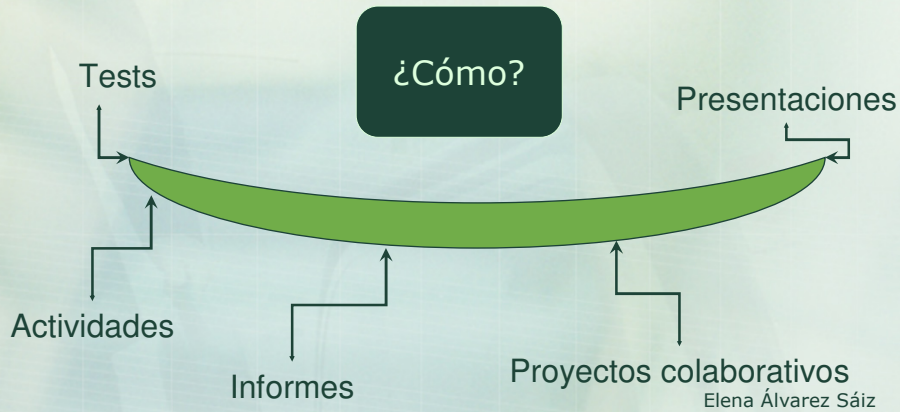 ¿Cómo?
Tests
Presentaciones
Actividades
Informes
Proyectos colaborativos
Elena Álvarez Sáiz